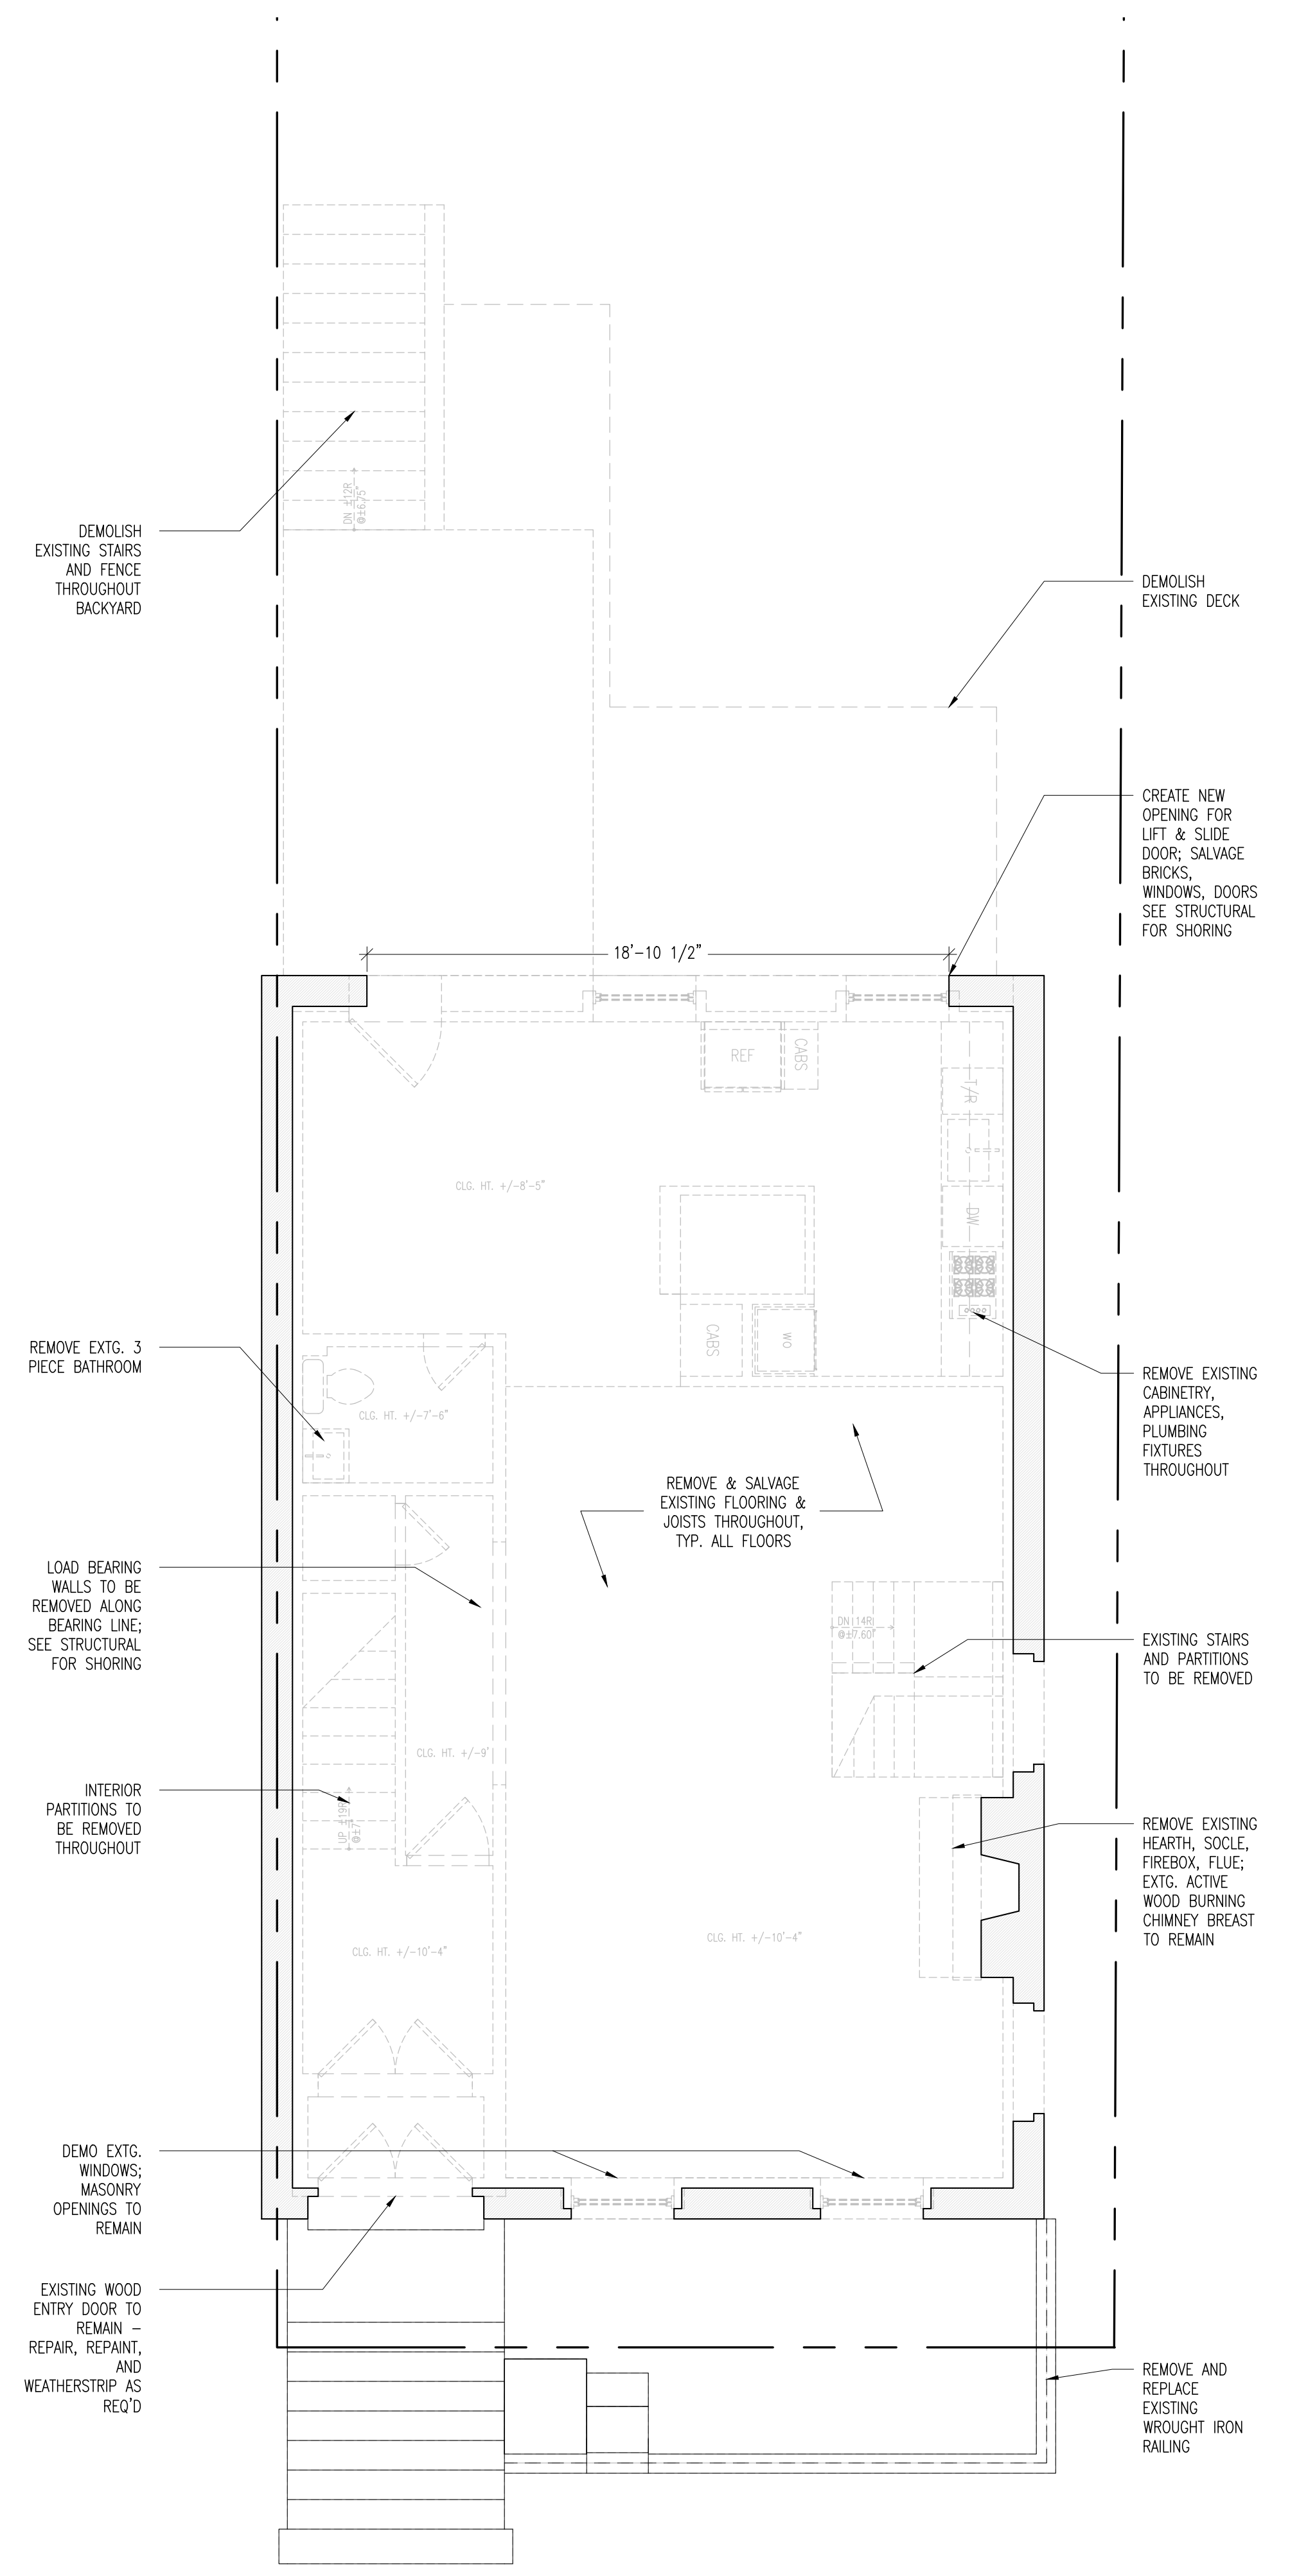 DN ±12R
@±6.75"
DEMOLISH
EXISTING STAIRS
AND FENCE
THROUGHOUT
BACKYARD
DEMOLISH
EXISTING DECK
CREATE NEW
OPENING FOR
LIFT & SLIDE
DOOR; SALVAGE
BRICKS,
WINDOWS, DOORS
SEE STRUCTURAL
FOR SHORING
18'-10 1/2"
REF
CABS
T/R
CLG. HT. +/-8'-5"
DW
CABS
WO
REMOVE EXTG. 3
PIECE BATHROOM
REMOVE EXISTING
CABINETRY,
APPLIANCES,
PLUMBING
FIXTURES
THROUGHOUT
CLG. HT. +/-7'-6"
REMOVE & SALVAGE
EXISTING FLOORING &
JOISTS THROUGHOUT,
TYP. ALL FLOORS
LOAD BEARING
WALLS TO BE
REMOVED ALONG
BEARING LINE;
SEE STRUCTURAL
FOR SHORING
DN 14R
@±7.60"
EXISTING STAIRS
AND PARTITIONS
TO BE REMOVED
CLG. HT. +/-9'
INTERIOR
PARTITIONS TO
BE REMOVED
THROUGHOUT
UP ±19R
@±7"
REMOVE EXISTING
HEARTH, SOCLE,
FIREBOX, FLUE;
EXTG. ACTIVE
WOOD BURNING
CHIMNEY BREAST
TO REMAIN
CLG. HT. +/-10'-4"
CLG. HT. +/-10'-4"
DEMO EXTG.
WINDOWS;
MASONRY
OPENINGS TO
REMAIN
EXISTING WOOD
ENTRY DOOR TO
REMAIN -
REPAIR, REPAINT,
AND
WEATHERSTRIP AS
REQ'D
REMOVE AND
REPLACE
EXISTING
WROUGHT IRON
RAILING